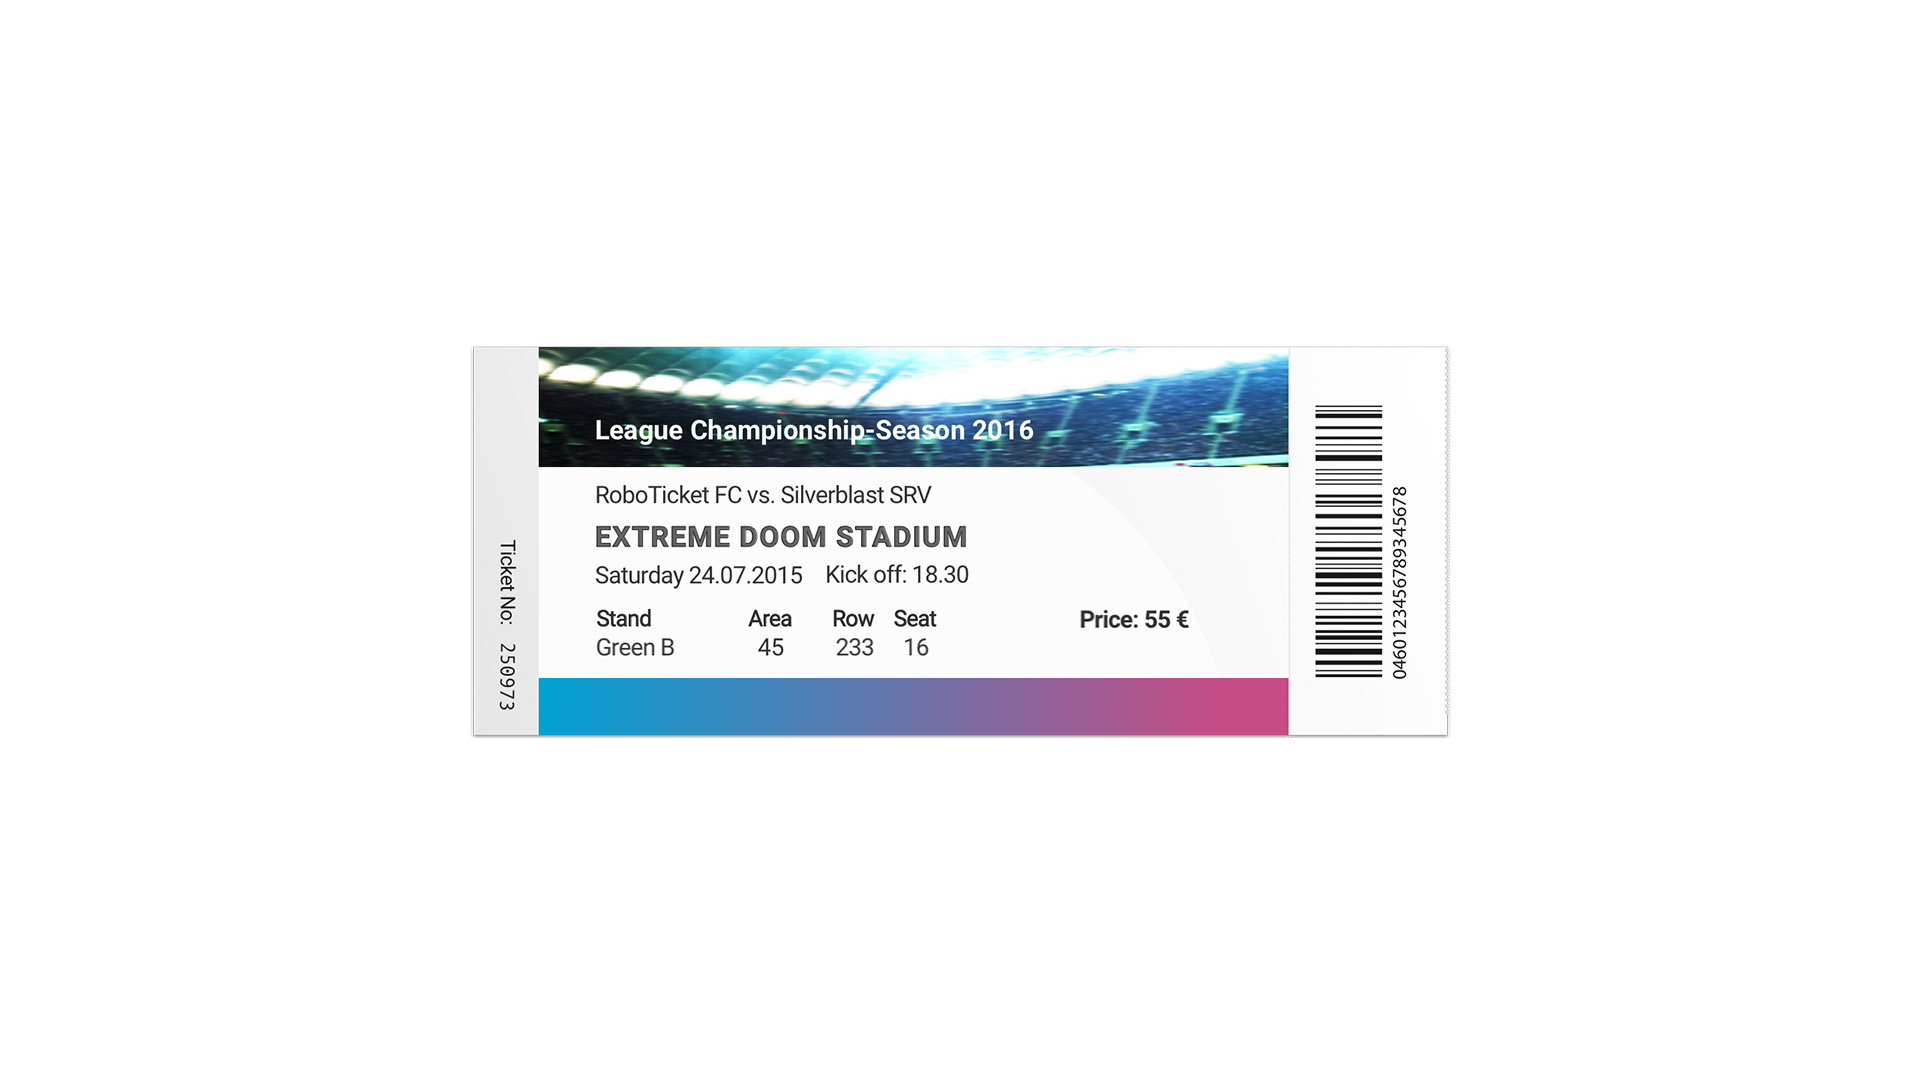 League Championship-Season 2016
RoboTicket FC vs. Silverblast SRV
EXTREME DOOM STADIUM
Saturday 24.07.2015 Kick off: 18.30
Stand Area Row Seat Price: 55 €
Green B 45 233 16
Ticket No: 250973
0460123456789345678